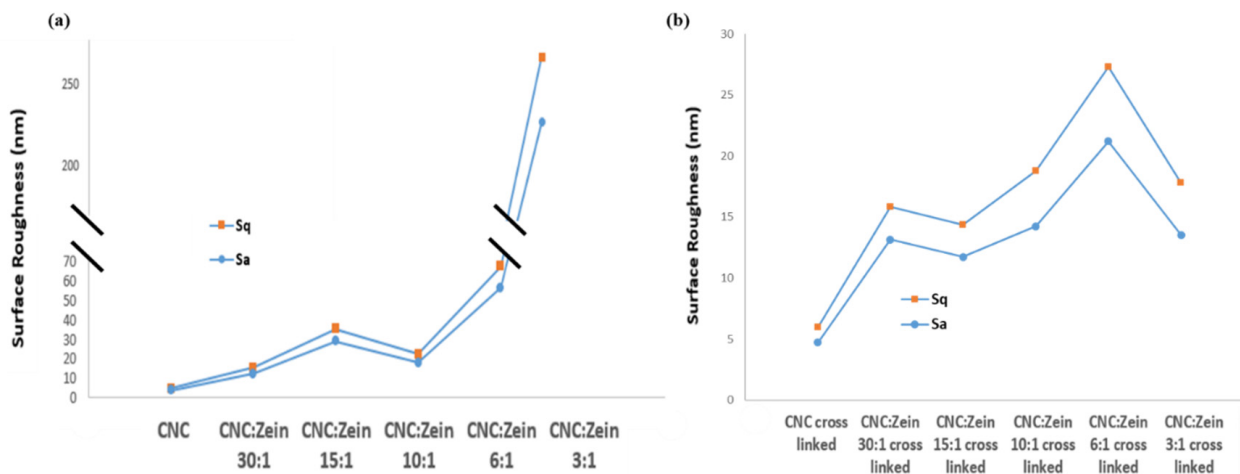 (a)
Surface Roughness (nm)
250
200
70
60
50
40
30
20
10
0
Sq
Sa
CNC CNC:Zein CNC:Zein CNC:Zein CNC:Zein CNC:Zein
30:1 15:1 10:1 6:1 3:1
(b)
Surface Roughness (nm)
30
25
20
15
10
5
0
Sq
Sa
CNC cross CNC:Zein CNC:Zein CNC:Zein CNC:Zein CNC:Zein
linked 30:1 cross 15:1 cross 10:1 cross 6:1 cross 3:1 cross
linked linked linked linked linked